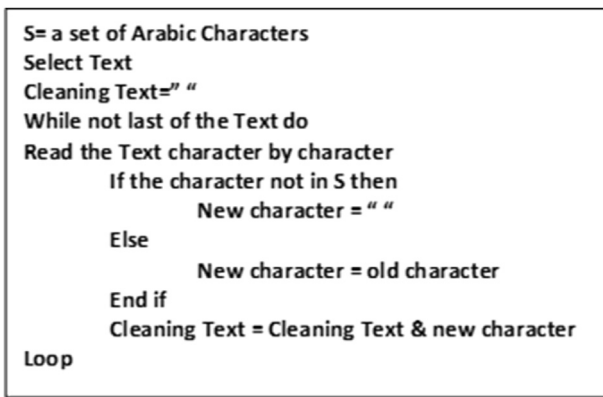 S= a set of Arabic Characters
Select Text
Cleaning Text=” “
While not last of the Text do
Read the Text character by character
If the character not in S then
New character = “ “
Else
New character = old character
End if
Cleaning Text = Cleaning Text & new character
Loop